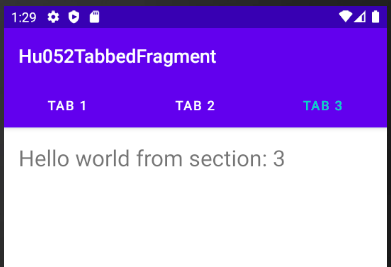 1:29
Hu052TabbedFragment
TAB 1 TAB 2 TAB 3
Hello world from section: 3